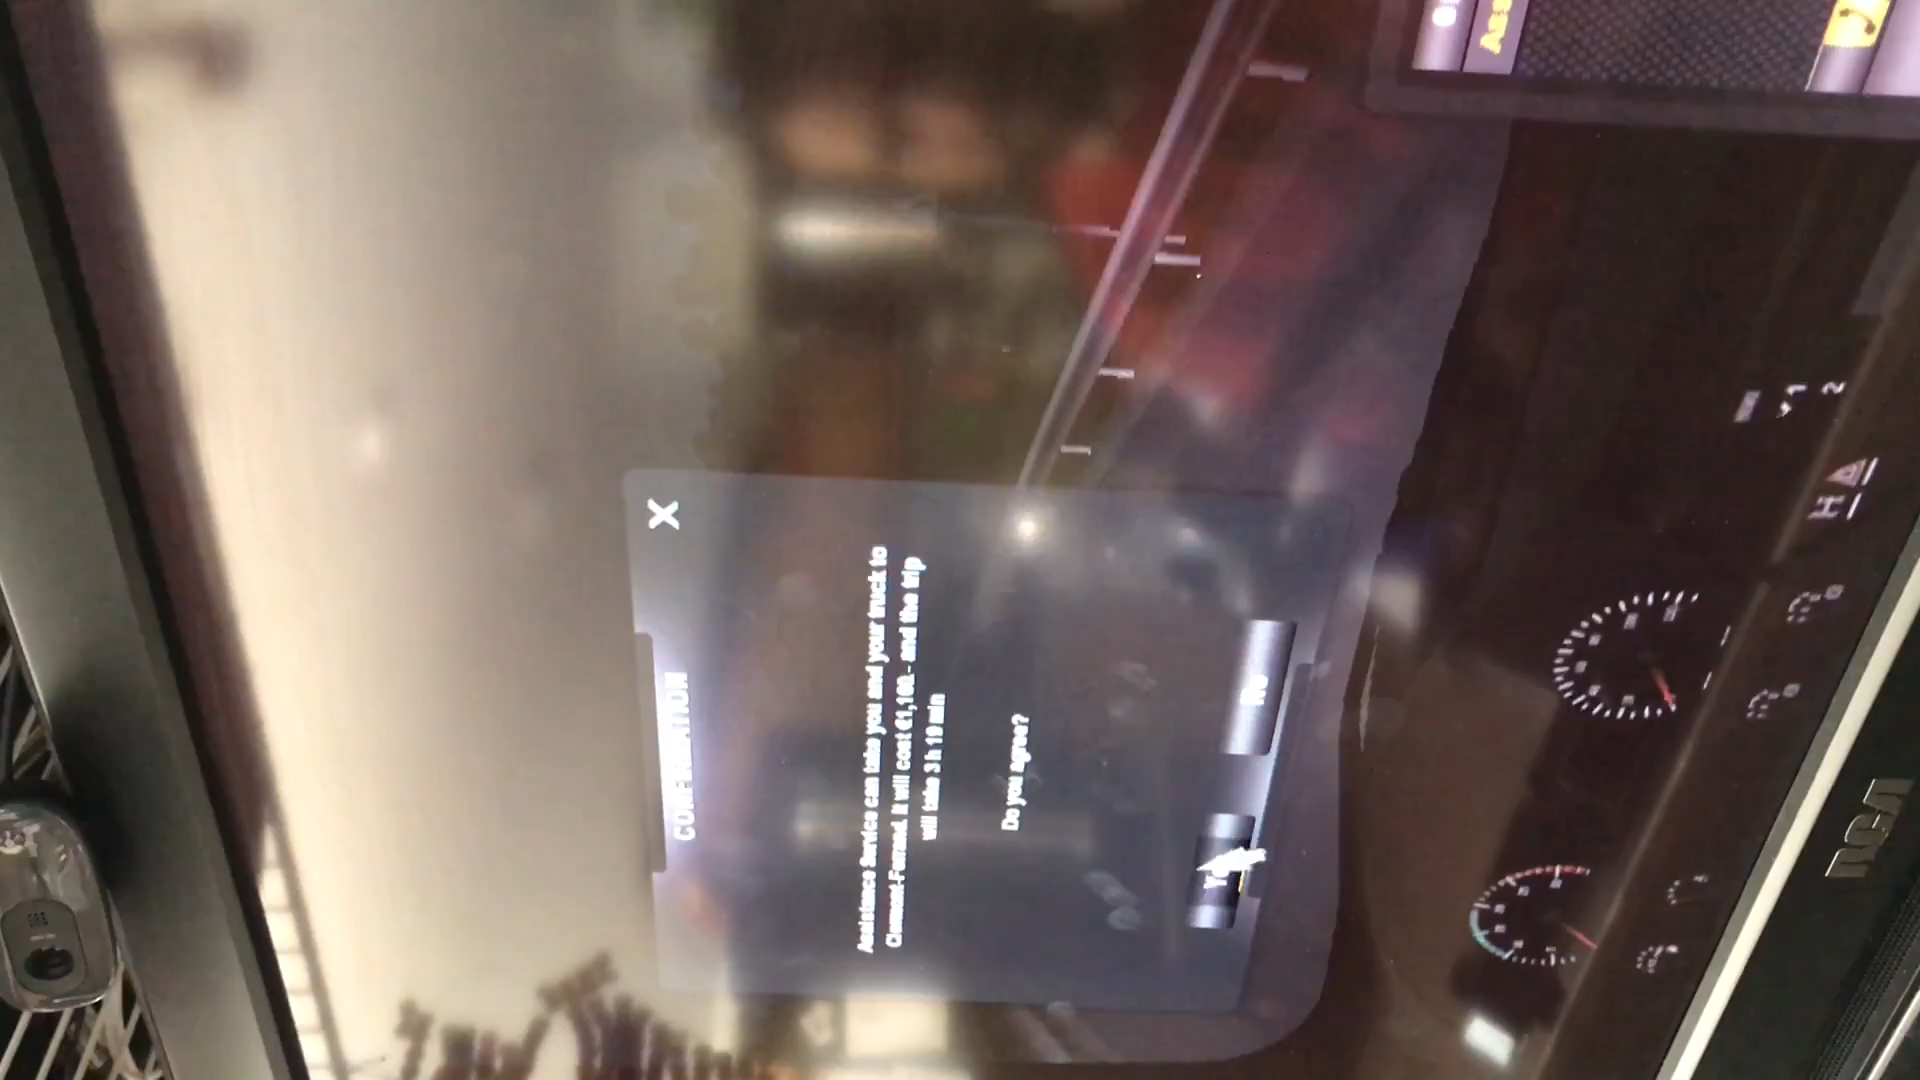 CONFIRMATION
X
Assistance Service can take you and your truck to
Clermont-Ferrand. It will cost €1,100.- and the trip
will take 3 h 19 min
Do you agree?
No
RCA